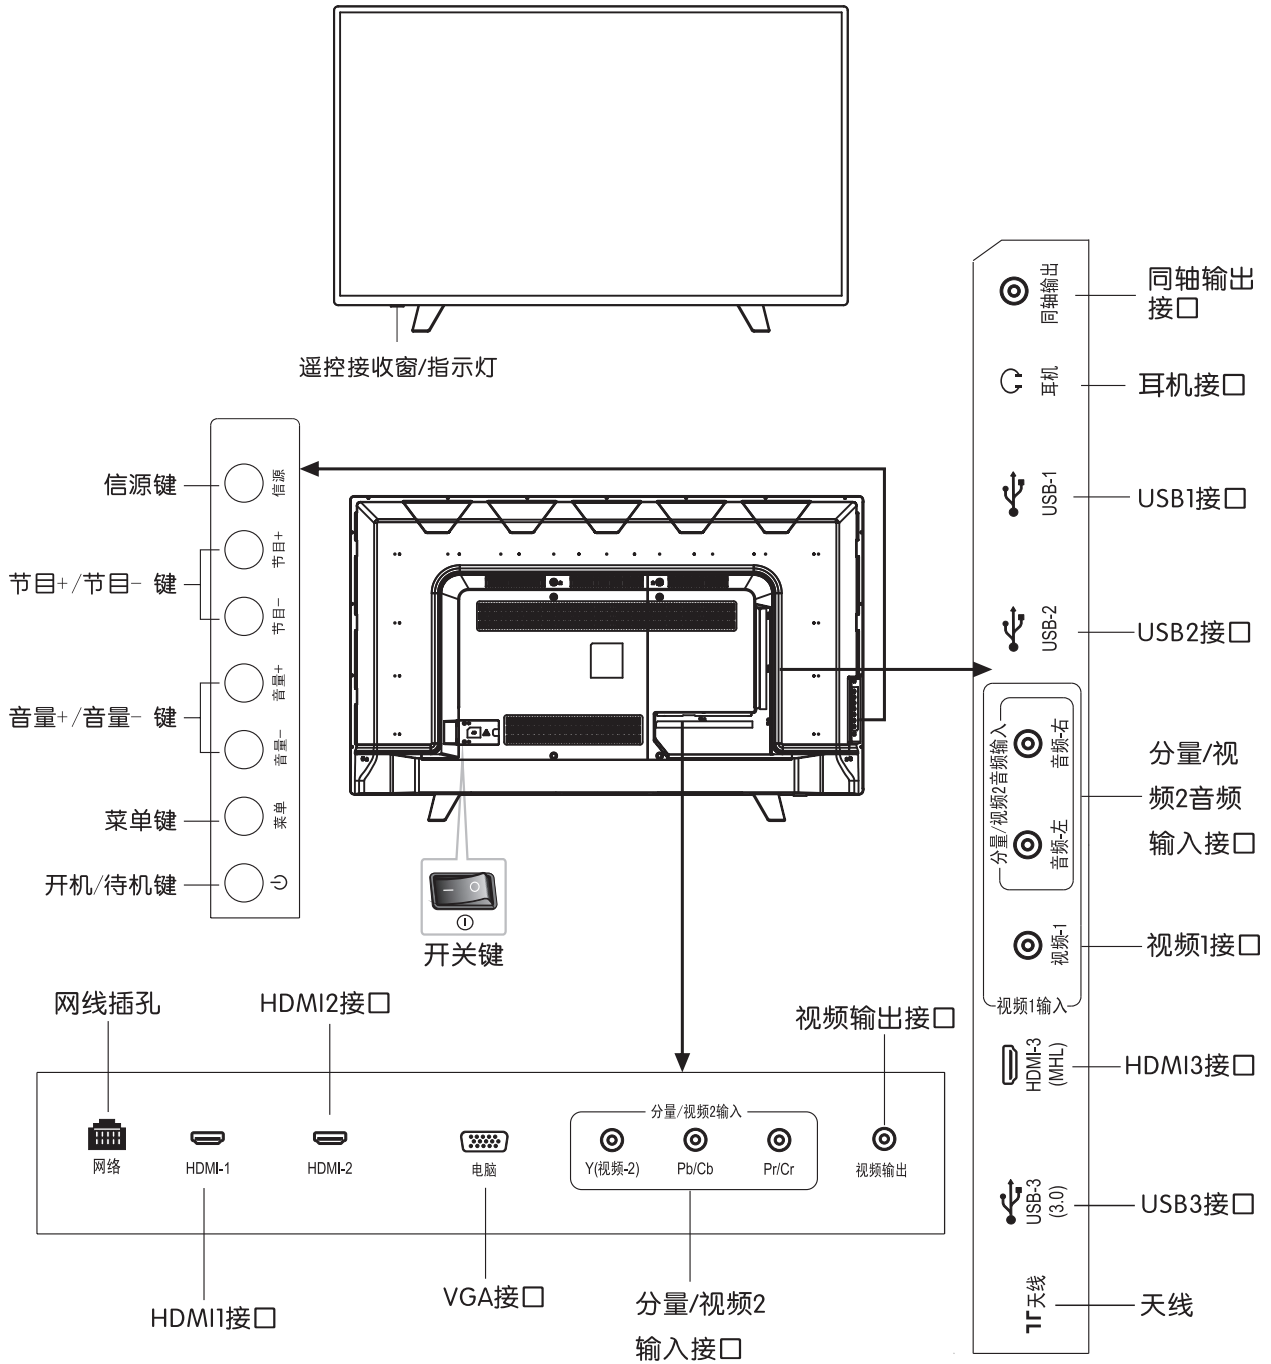 遥控接收窗/指示灯
信源键
节目+/节目- 键
音量+/音量- 键
菜单键
开机/待机键
信源
节目+
节目-
音量+
音量-
菜单
开关键
同轴输出
耳机
USB-1
USB-2
分量/视频2音频输入
音频-右
音频-左
视频-1
视频1输入
HDMI-3
(MHL)
USB-3
(3.0)
天线
同轴输出
接口
耳机接口
USB1接口
USB2接口
分量/视
频2音频
输入接口
视频1接口
HDMI3接口
USB3接口
天线
网线插孔
HDMI2接口
视频输出接口
网络
HDMI-1
HDMI-2
电脑
分量/视频2输入
Y(视频-2)
Pb/Cb
Pr/Cr
视频输出
HDMI1接口
VGA接口
分量/视频2
输入接口